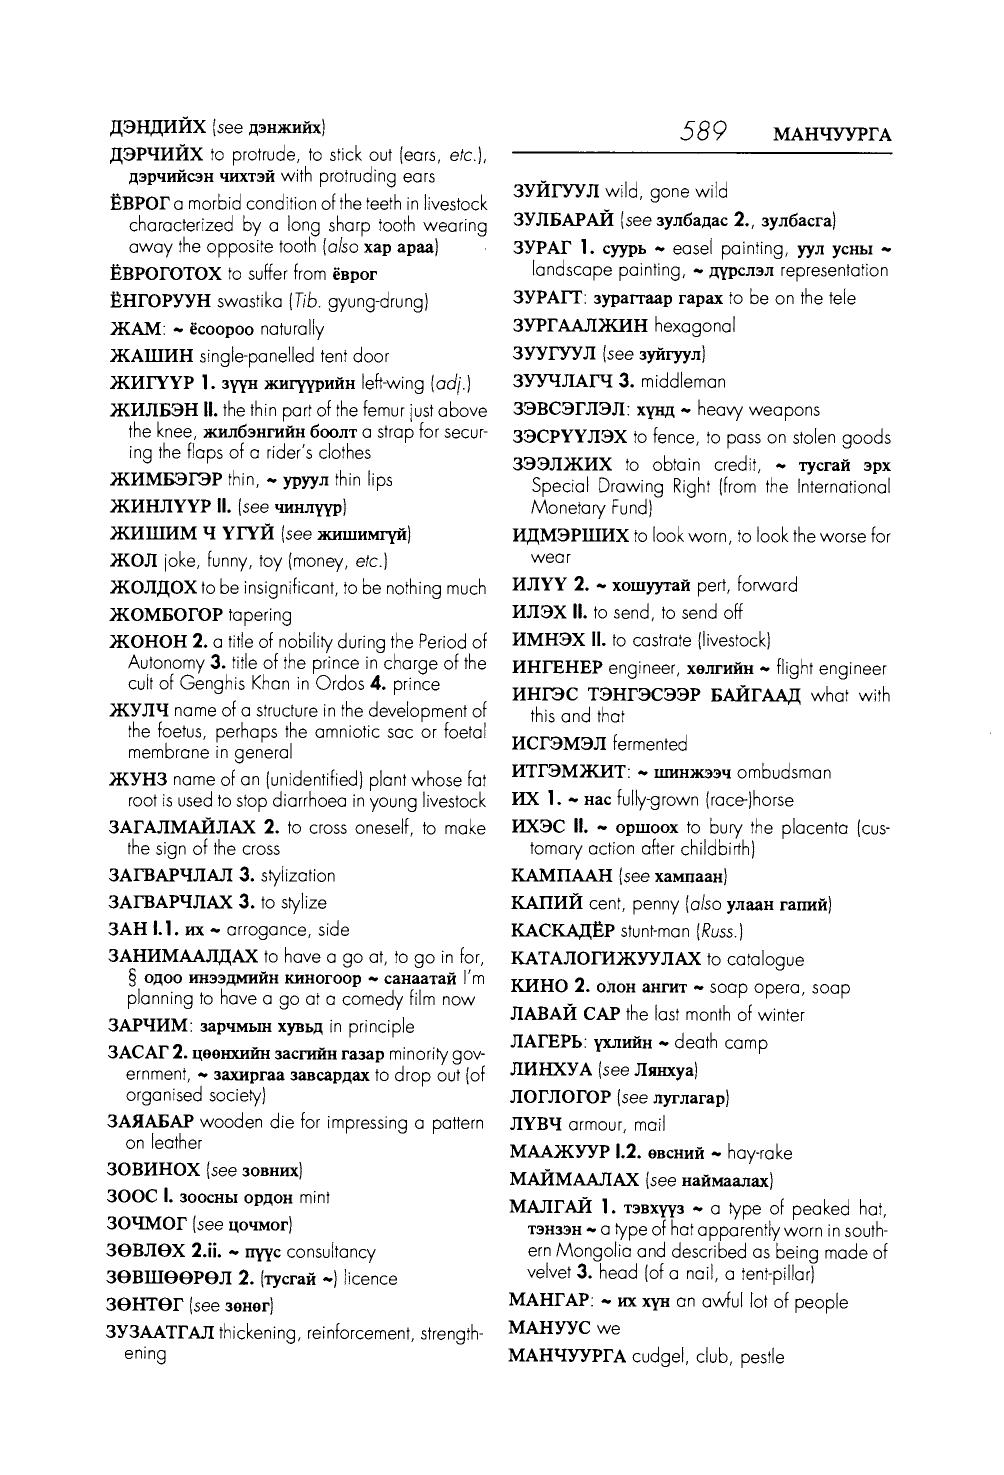 ДЭНДИЙХ (see дэнжийх)
ДЭРЧИЙХ to protrude, to stick out (ears, etc.),
дэрчийсэн чихтэй with protruding ears
ЁВРОГ a morbid condition of the teeth in livestock
characterized by a long sharp tooth wearing
away the opposite tooth (also хар араа)
ЁВРОГОТОХ to suffer from ёврог
ЁНГОРУУН swastika (Tib. gyung-drung)
ЖАМ: ~ ёсоороо naturally
ЖАШИН single-panelled tent door
ЖИГҮҮР 1. зүүн жигүүрийн left-wing (adj.)
ЖИЛБЭН II. the thin part of the femur just above
the knee, жилбэнгийн боолт a strap for secur-
ing the flaps of a rider's clothes
ЖИМБЭГЭР thin, ~ уруул thin lips
ЖИНЛҮҮР II. (see чинлүүр)
ЖИШИМ Ч ҮГҮЙ (see жишимгүй)
ЖОЛ joke, funny, toy (money, etc.)
ЖОЛДОХ to be insignificant, to be nothing much
ЖОМБОГОР tapering
ЖОНОН 2. a title of nobility during the Period of
Autonomy 3. title of the prince in charge of the
cult of Genghis Khan in Ordos 4. prince
ЖУЛЧ name of a structure in the development of
the foetus, perhaps the amniotic sac or foetal
membrane in general
ЖУНЗ name of an (unidentified) plant whose fat
root is used to stop diarrhoea in young livestock
ЗАГАЛМАЙЛАХ 2. to cross oneself, to make
the sign of the cross
ЗАГВАРЧЛАЛ 3. stylization
ЗАГВАРЧЛАХ 3. to stylize
ЗАН I.1. их ~ arrogance, side
ЗАНИМААЛДАХ to have a go at, to go in for,
§ одоо инээдмийн киногоор ~ санаатай I'm
planning to have a go at a comedy film now
ЗАРЧИМ: зарчмын хувьд in principle
ЗАСАГ 2. цөөнхийн засгийн газар minority gov-
ernment, ~ захиргаа завсардах to drop out (of
organised society)
ЗАЯАБАР wooden die for impressing a pattern
on leather
ЗОВИНОХ (see зовних)
ЗООС I. зоосны ордон mint
ЗОЧМОГ (see цочмог)
ЗӨВЛӨХ 2.ii. ~ пүүс consultancy
ЗӨВШӨӨРӨЛ 2. (тусгай ~) licence
ЗӨНТӨГ (see зөнөг)
ЗУЗААТГАЛ thickening, reinforcement, strength-
ening
589 МАНЧУУРГА
ЗУЙГУУЛ wild, gone wild
ЗУЛБАРАЙ (see зулбадас 2., зулбасга)
ЗУРАГ 1. суурь ~ easel painting, уул усны ~
landscape painting, ~ дүрслэл representation
ЗУРАГТ: зурагтаар гарах to be on the tele
ЗУРГААЛЖИН hexagonal
ЗУУГУУЛ (see зуйгуул)
ЗУУЧЛАГЧ 3. middleman
ЗЭВСЭГЛЭЛ: хүнд ~ heavy weapons
ЗЭСРҮҮЛЭХ to fence, to pass on stolen goods
ЗЭЭЛЖИХ to obtain credit, ~ тусгай эрх
Special Drawing Right (from the International
Monetary Fund)
ИДМЭРШИХ to look worn, to look the worse for
wear
ИЛҮҮ 2. ~ хошуутай pert, forward
ИЛЭХ II. to send, to send off
ИМНЭХ II. to castrate (livestock)
ИНГЕНЕР engineer, хөлгийн ~ flight engineer
ИНГЭС ТЭНГЭСЭЭР БАЙГААД what with
this and that
ИСГЭМЭЛ fermented
ИТГЭМЖИТ: ~ шинжээч ombudsman
ИХ 1. ~ нас fully-grown (race-)horse
ИХЭС II. ~ оршоох to bury the placenta (cus-
tomary action after childbirth)
КАМПААН (see хампаан)
КАПИЙ cent, penny (also улаан гапий)
КАСКАДЁР stunt-man (Russ.)
КАТАЛОГИЖУУЛАХ to catalogue
КИНО 2. олон ангит ~ soap opera, soap
ЛАВАЙ САР the last month of winter
ЛАГЕРЬ: үхлийн ~ death camp
ЛИНХУА (see Лянхуа)
ЛОГЛОГОР (see луглагар)
ЛҮВЧ armour, mail
МААЖУУР I.2. өвсний ~ hay-rake
МАЙМААЛАХ (see наймаалах)
МАЛГАЙ 1. тэвхүүз ~ a type of peaked hat,
тэнзэн ~ a type of hat apparently worn in south-
ern Mongolia and described as being made of
velvet 3. head (of a nail, a tent-pillar)
МАНГАР: ~ их хүн an awful lot of people
МАНУУС we
МАНЧУУРГА cudgel, club, pestle